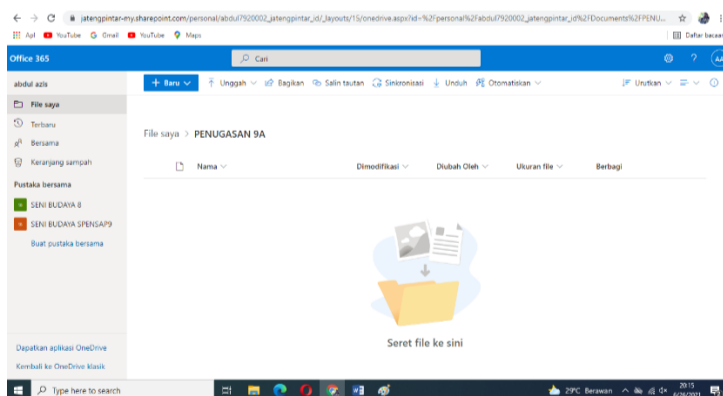 jatengpintar-my.sharepoint.com/personal/abdul7920002_jatengpintar_id/_layouts/15/onedrive.aspx?id=%2Fpersonal%2Fabdul7920002_jatengpintar_id%2FDocuments%2FPENU...
Apl YouTube Gmail YouTube Maps Daftar bacaan
Office 365 Cari ? AA
abdul azis + Baru Unggah Bagikan Salin tautan Sinkronisasi Unduh Otomatiskan Urutkan
File saya
Terbaru
Bersama
Keranjang sampah
Pustaka bersama
SENI BUDAYA 8
SENI BUDAYA SPENSAP9
Buat pustaka bersama
File saya > PENUGASAN 9A
Nama Dimodifikasi Diubah Oleh Ukuran file Berbagi
Seret file ke sini
Dapatkan aplikasi OneDrive
Kembali ke OneDrive klasik
Type here to search 29°C Berawan 20:15
6/26/2021